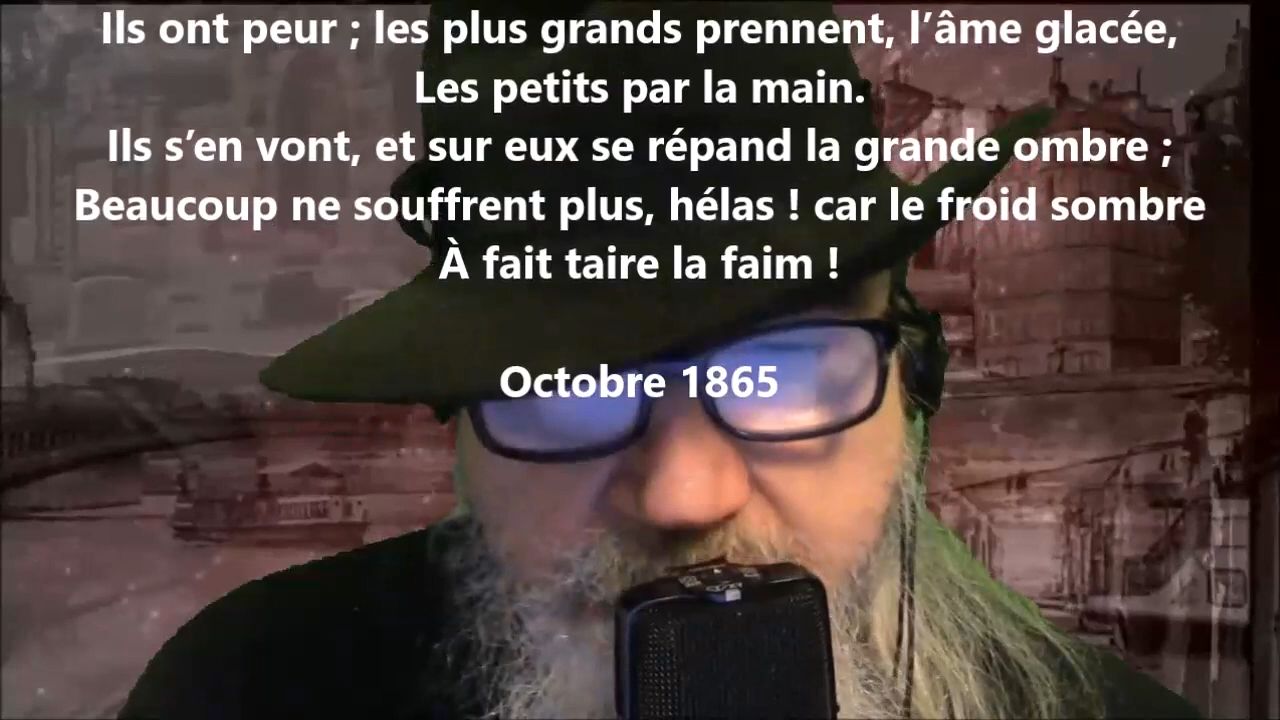 Ils ont peur ; les plus grands prennent, l’âme glacée,
Les petits par la main.
Ils s’en vont, et sur eux se répand la grande ombre ;
Beaucoup ne souffrent plus, hélas ! car le froid sombre
À fait taire la faim !
Octobre 1865